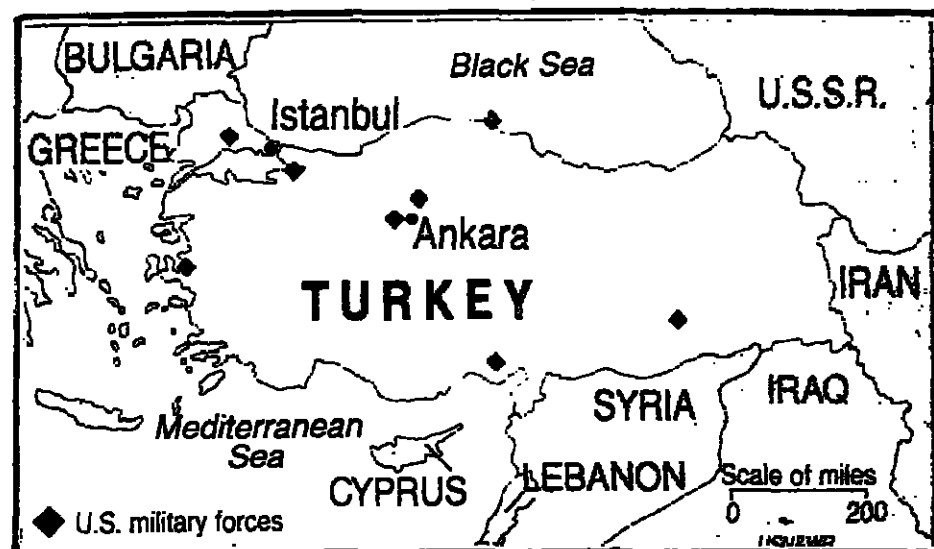 BULGARIA
Black Sea
U.S.S.R.
Istanbul
GREECE
Ankara
TURKEY
IRAN
SYRIA
IRAQ
Mediterranean
Sea
CYPRUS
LEBANON
Scale of miles
0 200
U.S. military forces